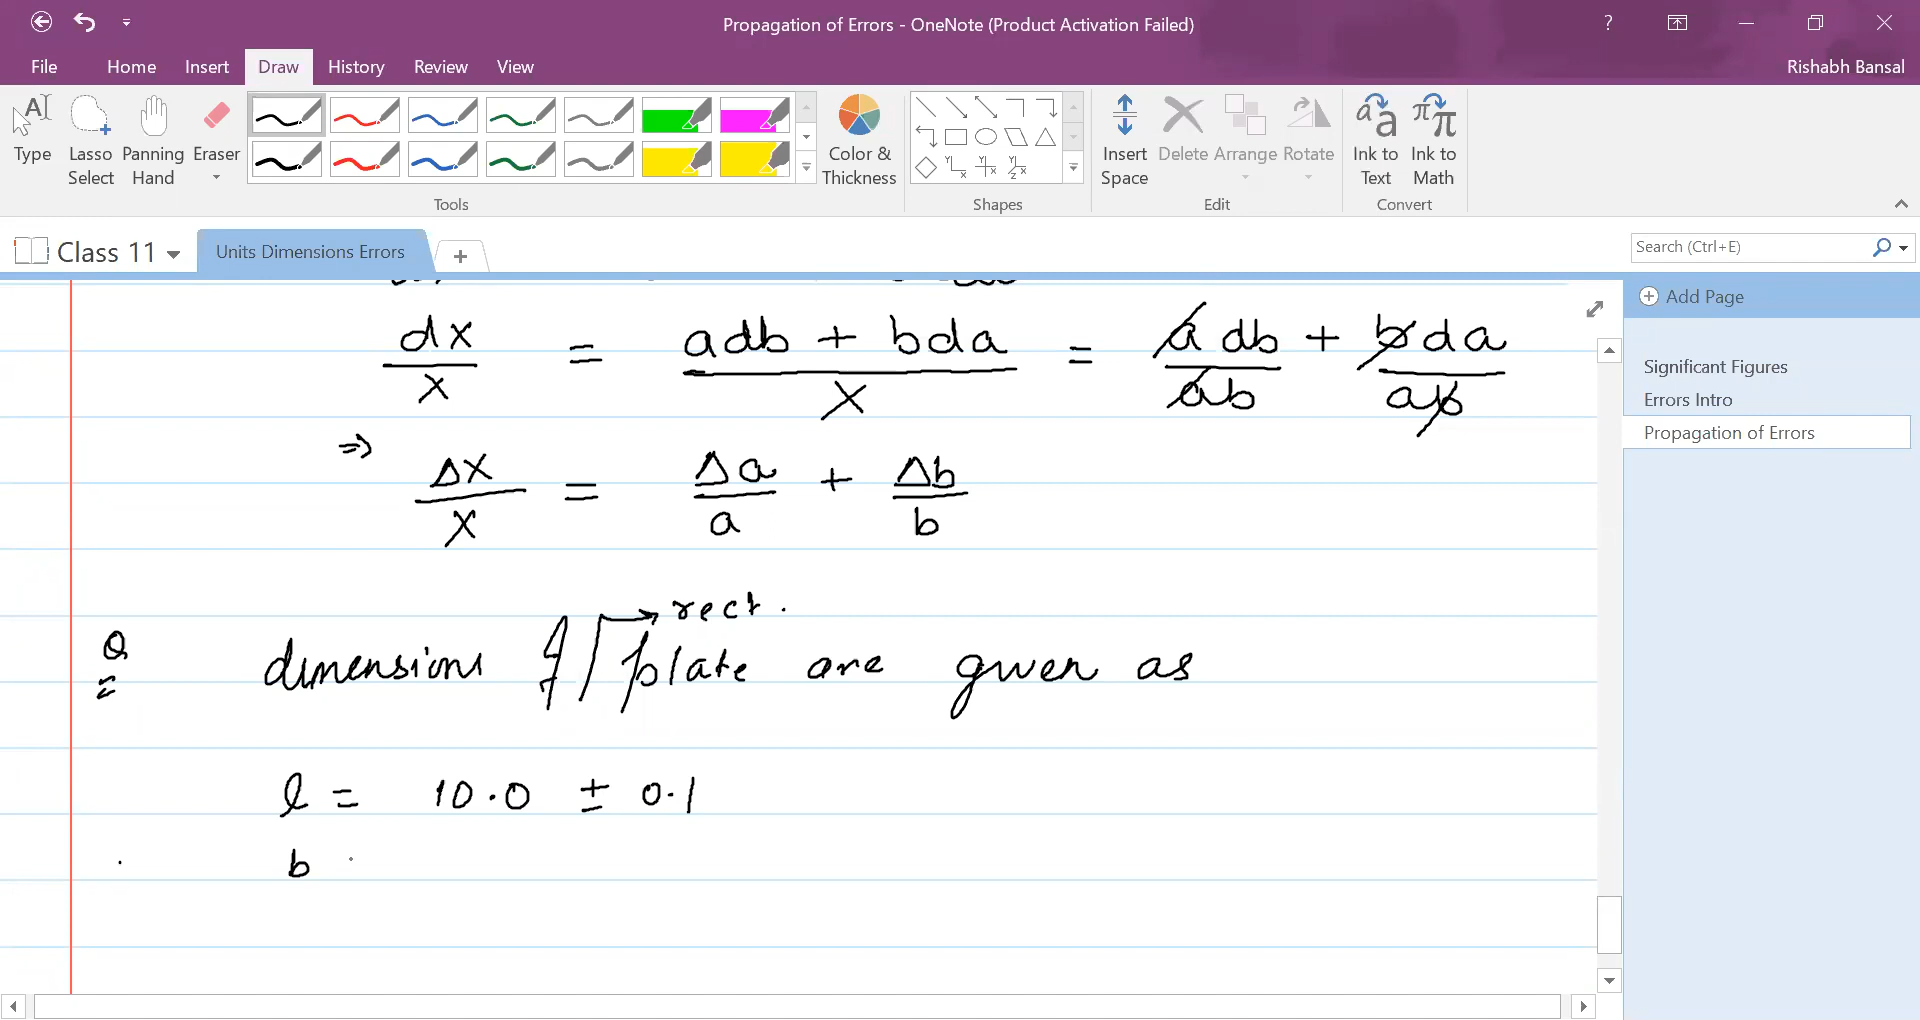 Propagation of Errors - OneNote (Product Activation Failed)
?
File Home Insert Draw History Review View
Rishabh Bansal
Type
Lasso Select
Panning Hand
Eraser
Color & Thickness
Insert Space
Delete
Arrange
Rotate
Ink to Text
Ink to Math
Tools
Shapes
Edit
Convert
Class 11
Units Dimensions Errors
+
Search (Ctrl+E)
Add Page
Significant Figures
Errors Intro
Propagation of Errors
dx/x = (adb + bda)/x = adb/ab + bda/ab
⇒ Δx/x = Δa/a + Δb/b
rect.
Q dimensions of plate are given as
l = 10.0 ± 0.1
b